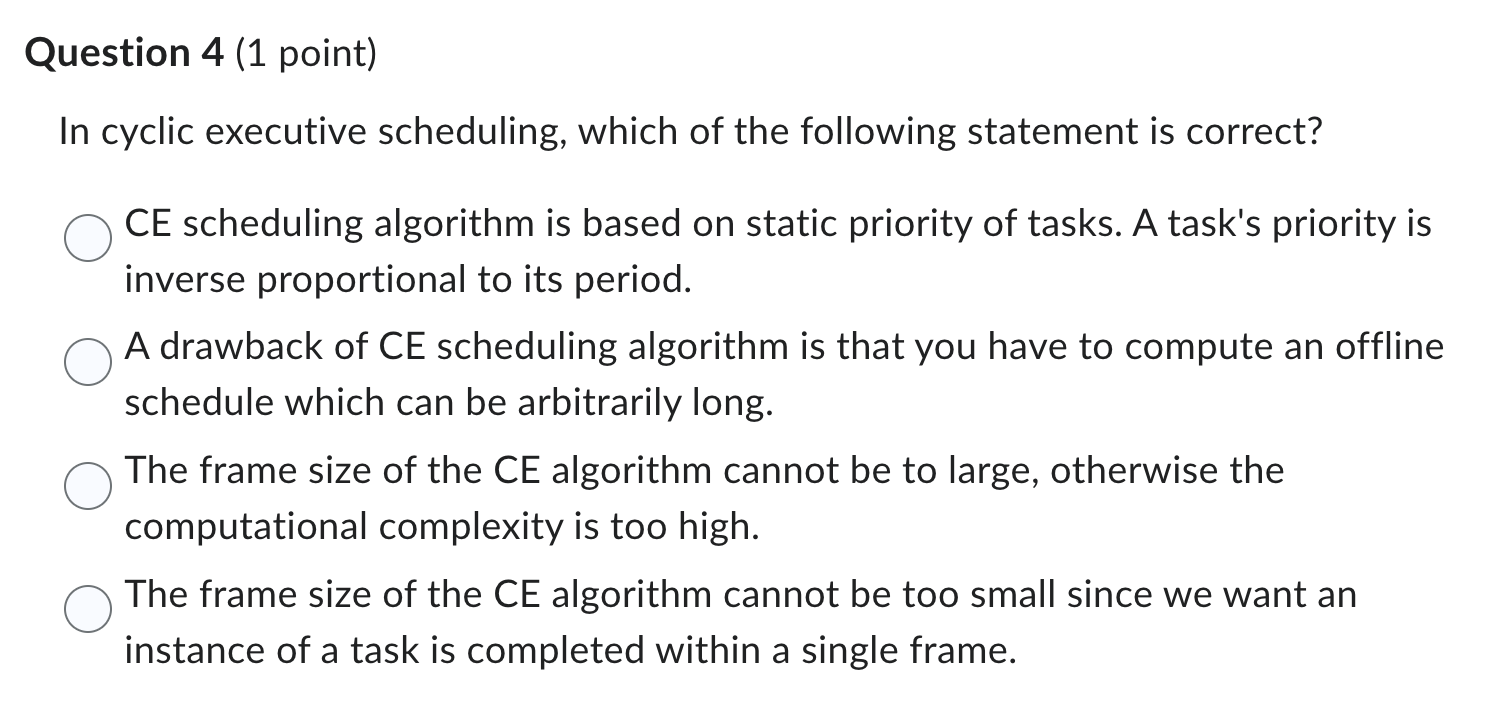 Question 4 (1 point)
In cyclic executive scheduling, which of the following statement is correct?
CE scheduling algorithm is based on static priority of tasks. A task's priority is
inverse proportional to its period.
A drawback of CE scheduling algorithm is that you have to compute an offline
schedule which can be arbitrarily long.
The frame size of the CE algorithm cannot be to large, otherwise the
computational complexity is too high.
The frame size of the CE algorithm cannot be too small since we want an
instance of a task is completed within a single frame.